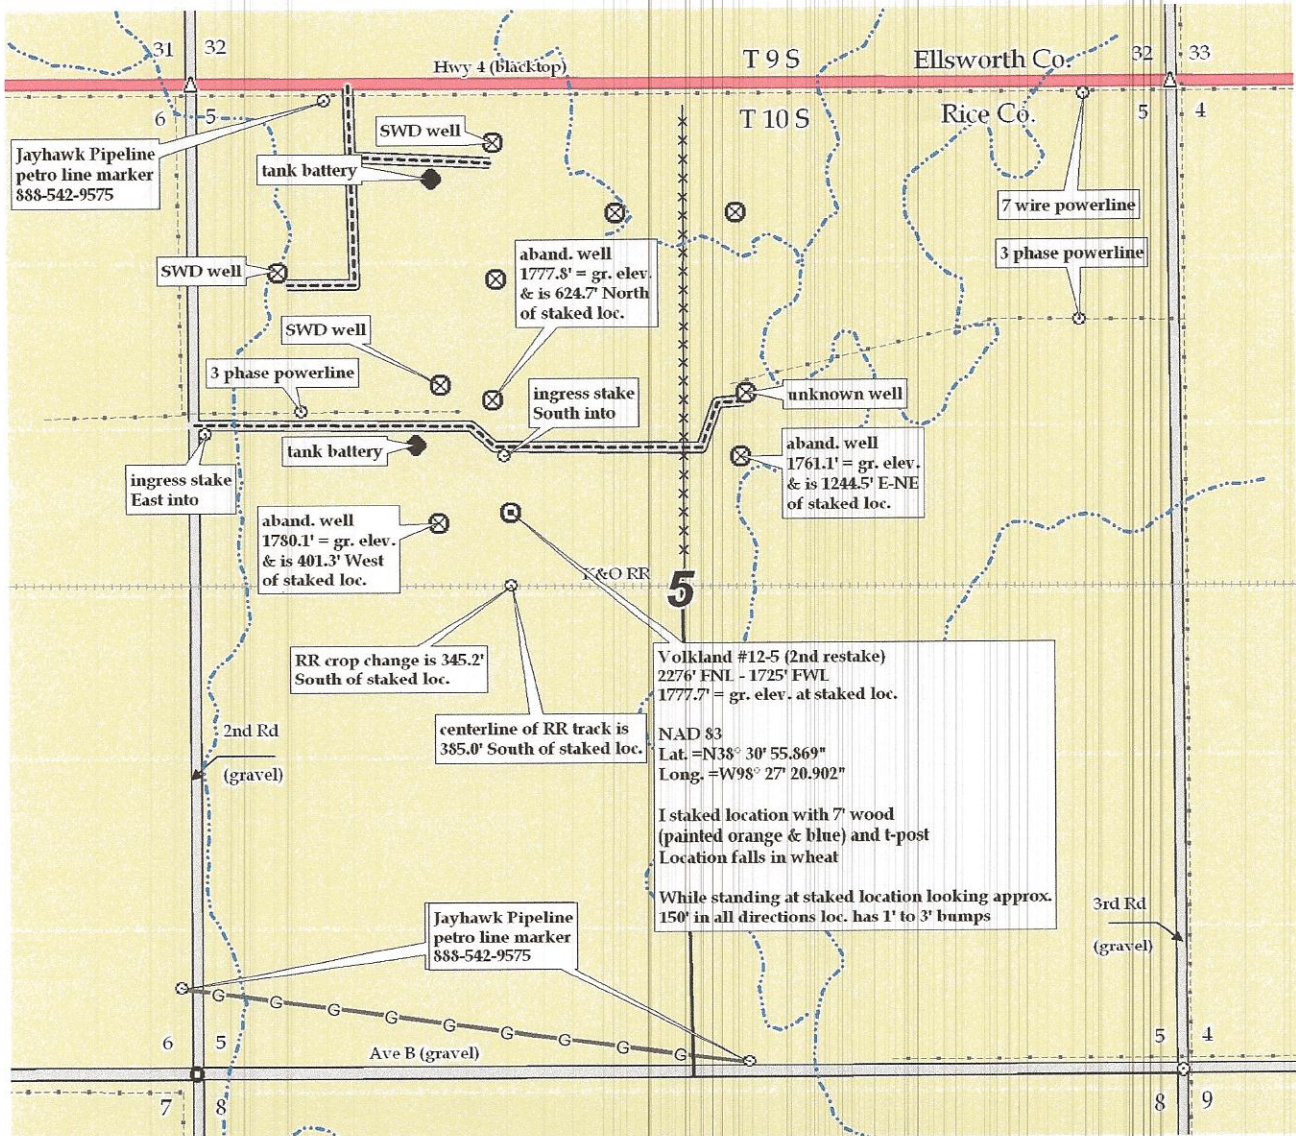 31
32
Hwy 4 (blacktop)
T 9 S
Ellsworth Co.
32
33
6
5
T 10 S
Rice Co.
5
4
Jayhawk Pipeline
petro line marker
888-542-9575
SWD well
tank battery
7 wire powerline
SWD well
aband. well
1777.8' = gr. elev.
& is 624.7' North
of staked loc.
3 phase powerline
SWD well
3 phase powerline
ingress stake
South into
unknown well
tank battery
ingress stake
East into
aband. well
1761.1' = gr. elev.
& is 1244.5' E-NE
of staked loc.
aband. well
1780.1' = gr. elev.
& is 401.3' West
of staked loc.
K&O RR
5
RR crop change is 345.2'
South of staked loc.
centerline of RR track is
385.0' South of staked loc.
Volkland #12-5 (2nd restake)
2276' FNL - 1725' FWL
1777.7' = gr. elev. at staked loc.
NAD 83
Lat. =N38° 30' 55.869"
Long. =W98° 27' 20.902"
I staked location with 7' wood
(painted orange & blue) and t-post
Location falls in wheat
While standing at staked location looking approx.
150' in all directions loc. has 1' to 3' bumps
2nd Rd
(gravel)
3rd Rd
(gravel)
Jayhawk Pipeline
petro line marker
888-542-9575
G G G G G G G G G
Ave B (gravel)
6
5
5
4
7
8
8
9